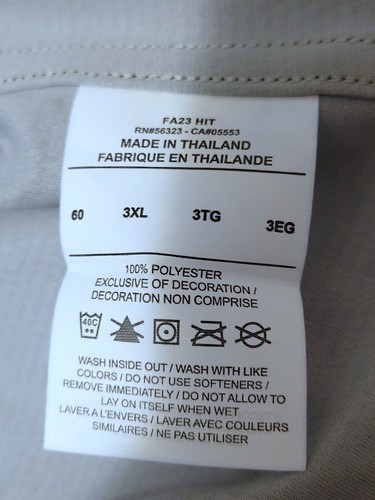 FA23 HIT
RN#56323 - CA#05553
MADE IN THAILAND
FABRIQUE EN THAILANDE
60 3XL 3TG 3EG
100% POLYESTER
EXCLUSIVE OF DECORATION /
DECORATION NON COMPRISE
40C
WASH INSIDE OUT / WASH WITH LIKE
COLORS / DO NOT USE SOFTENERS /
REMOVE IMMEDIATELY / DO NOT ALLOW TO
LAY ON ITSELF WHEN WET
LAVER A L'ENVERS / LAVER AVEC COULEURS
SIMILAIRES / NE PAS UTILISER